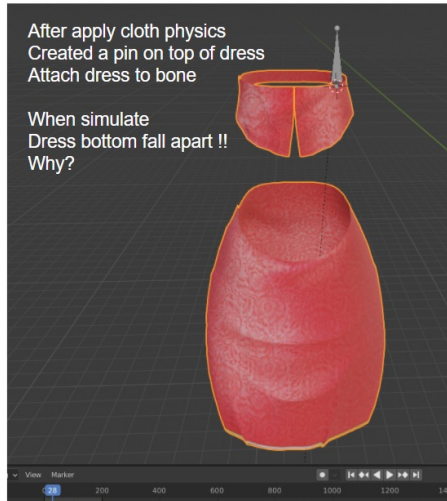 After apply cloth physics
Created a pin on top of dress
Attach dress to bone
When simulate
Dress bottom fall apart !!
Why?
View Marker
28 200 400 600 800 1000 1200